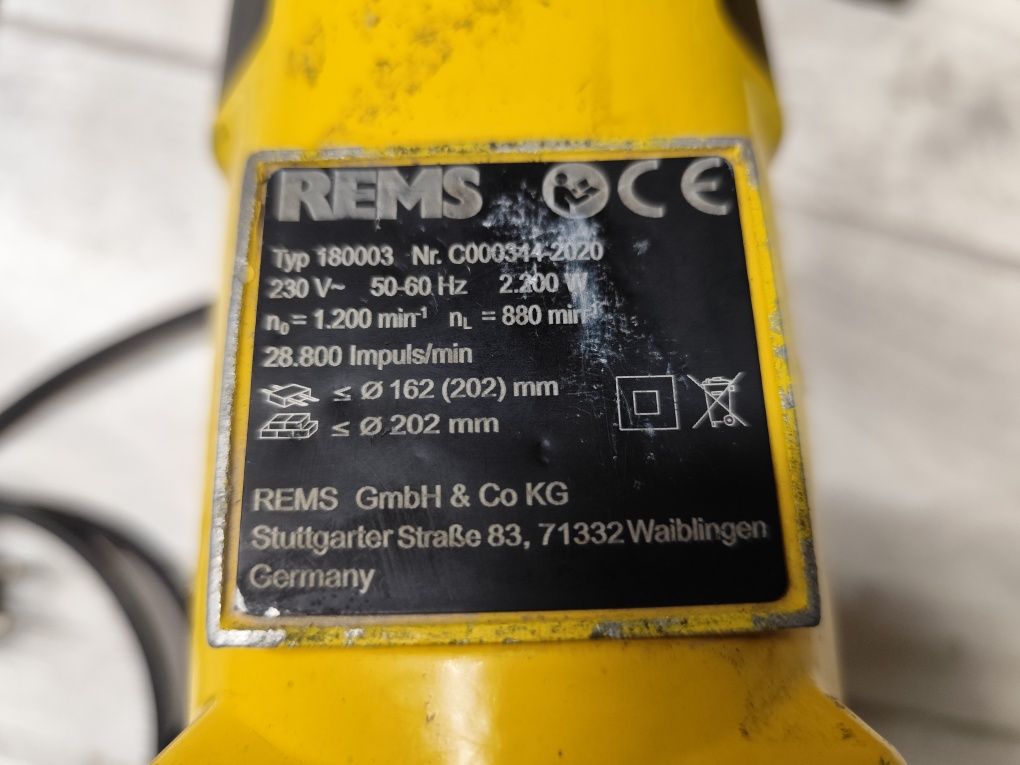 REMS CE
Typ 180003 Nr. C000344-2020
230 V~ 50-60 Hz 2.200 W
n₀ = 1.200 min⁻¹ nL = 880 min⁻¹
28.800 Impuls/min
≤ Ø 162 (202) mm
≤ Ø 202 mm
REMS GmbH & Co KG
Stuttgarter Straße 83, 71332 Waiblingen
Germany